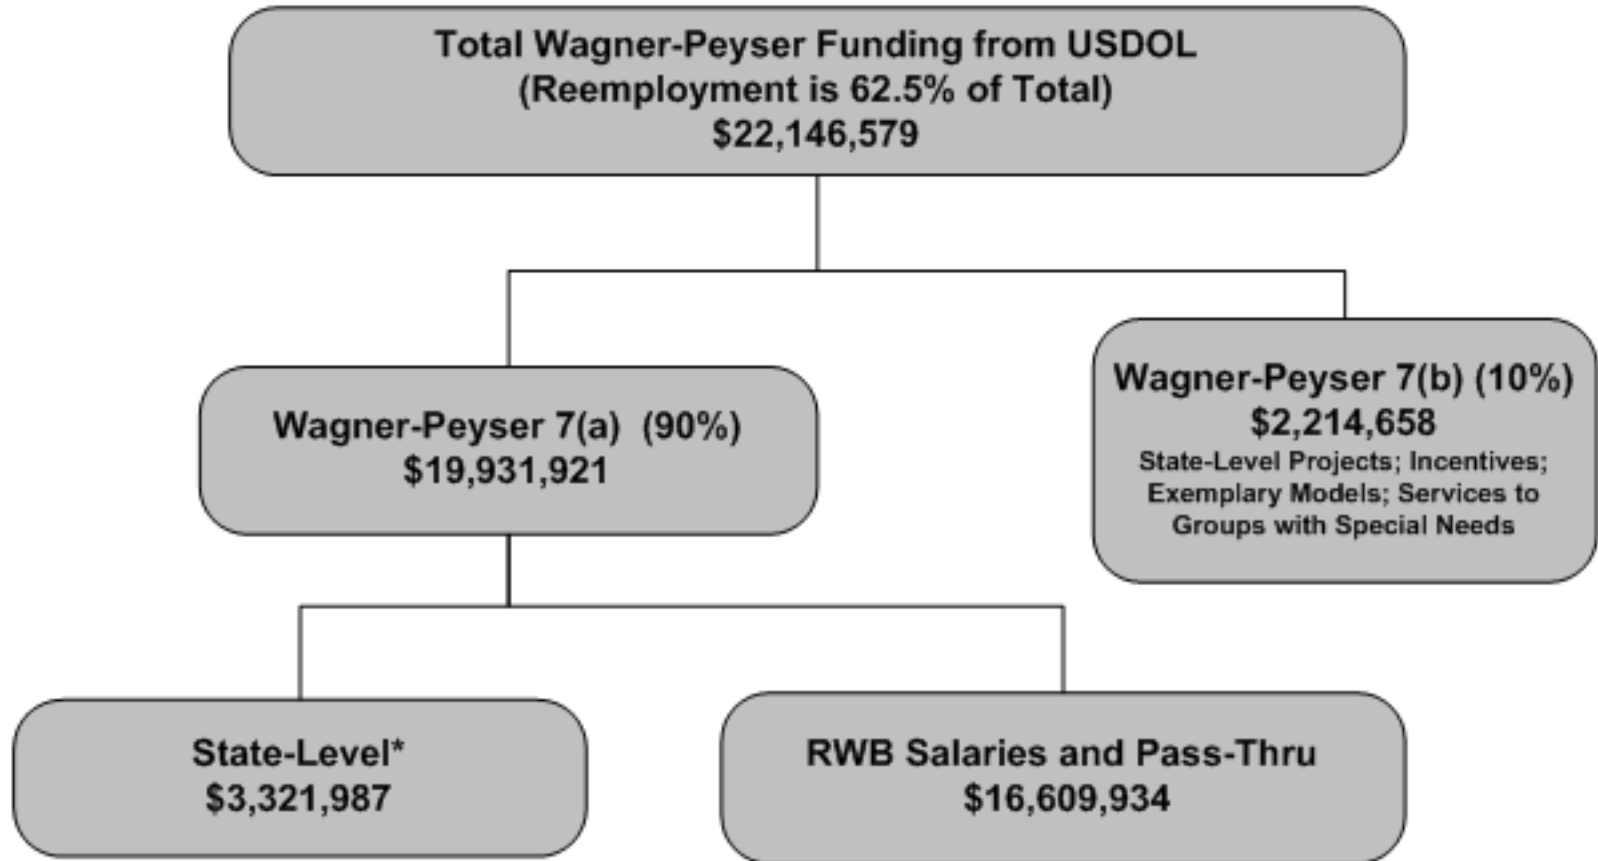 Total Wagner-Peyser Funding from USDOL
(Reemployment is 62.5% of Total)
$22,146,579
Wagner-Peyser 7(a) (90%)
$19,931,921
Wagner-Peyser 7(b) (10%)
$2,214,658
State-Level Projects; Incentives;
Exemplary Models; Services to
Groups with Special Needs
State-Level*
$3,321,987
RWB Salaries and Pass-Thru
$16,609,934